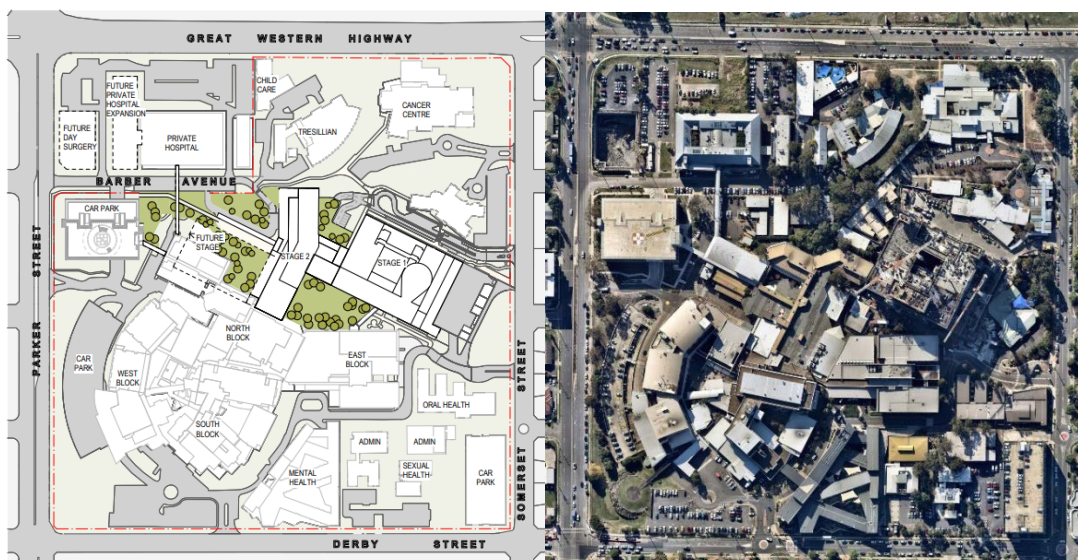 GREAT WESTERN HIGHWAY
CHILD
CARE
FUTURE
PRIVATE
HOSPITAL
EXPANSION
CANCER
CENTRE
FUTURE
DAY
SURGERY
PRIVATE
HOSPITAL
TRESILLIAN
BARBER AVENUE
CAR PARK
FUTURE
STAGE
STAGE 2
STAGE 1
PARKER STREET
NORTH
BLOCK
EAST
BLOCK
CAR
PARK
WEST
BLOCK
SOUTH
BLOCK
ORAL HEALTH
ADMIN
ADMIN
SEXUAL
HEALTH
MENTAL
HEALTH
CAR
PARK
SOMERSET STREET
DERBY STREET